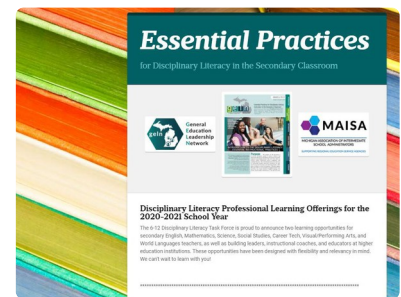 Essential Practices
for Disciplinary Literacy in the Secondary Classroom
geln
General
Education
Leadership
Network
MAISA
MICHIGAN ASSOCIATION OF INTERMEDIATE
SCHOOL ADMINISTRATORS
Disciplinary Literacy Professional Learning Offerings for the
2020-2021 School Year
The 6-12 Disciplinary Literacy Task Force is proud to announce two learning opportunities for
secondary English, Mathematics, Science, Social Studies, Career Tech, Visual/Performing Arts, and
World Languages teachers, as well as building leaders, instructional coaches, and educators at higher
education institutions. These opportunities have been designed with flexibility and relevancy in mind.
We can't wait to learn with you!